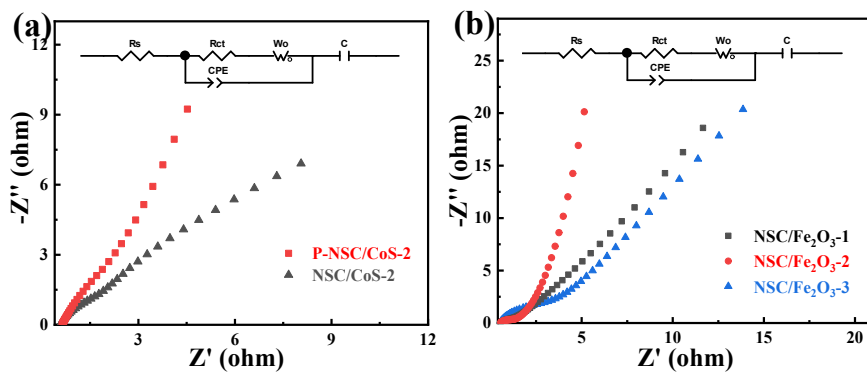 (a)
Rs Rct Wo C
CPE
12
9
6
3
0
-Z'' (ohm)
P-NSC/CoS-2
NSC/CoS-2
3 6 9 12
Z' (ohm)
(b)
Rs Rct Wo C
CPE
25
20
15
10
5
0
-Z'' (ohm)
NSC/Fe₂O₃-1
NSC/Fe₂O₃-2
NSC/Fe₂O₃-3
5 10 15 20
Z' (ohm)